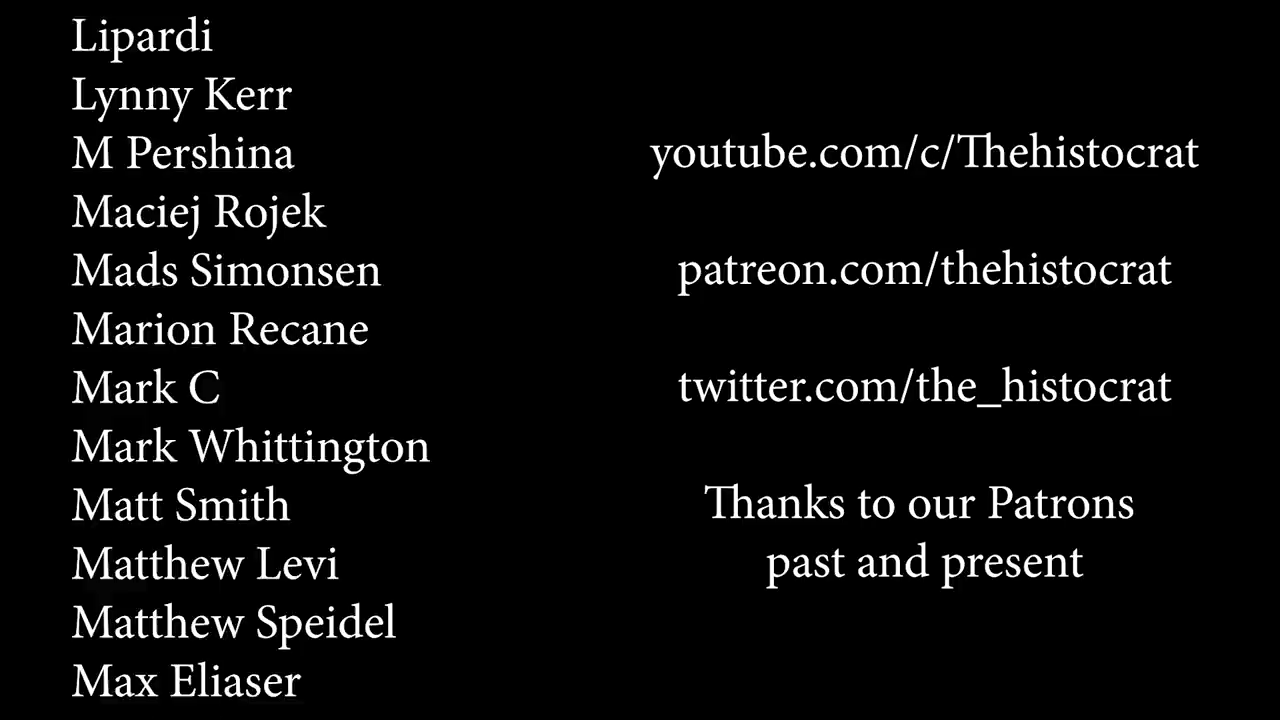 Lipardi
Lynny Kerr
M Pershina
Maciej Rojek
Mads Simonsen
Marion Recane
Mark C
Mark Whittington
Matt Smith
Matthew Levi
Matthew Speidel
Max Eliaser
youtube.com/c/Thehistocrat
patreon.com/thehistocrat
twitter.com/the_histocrat
Thanks to our Patrons
past and present